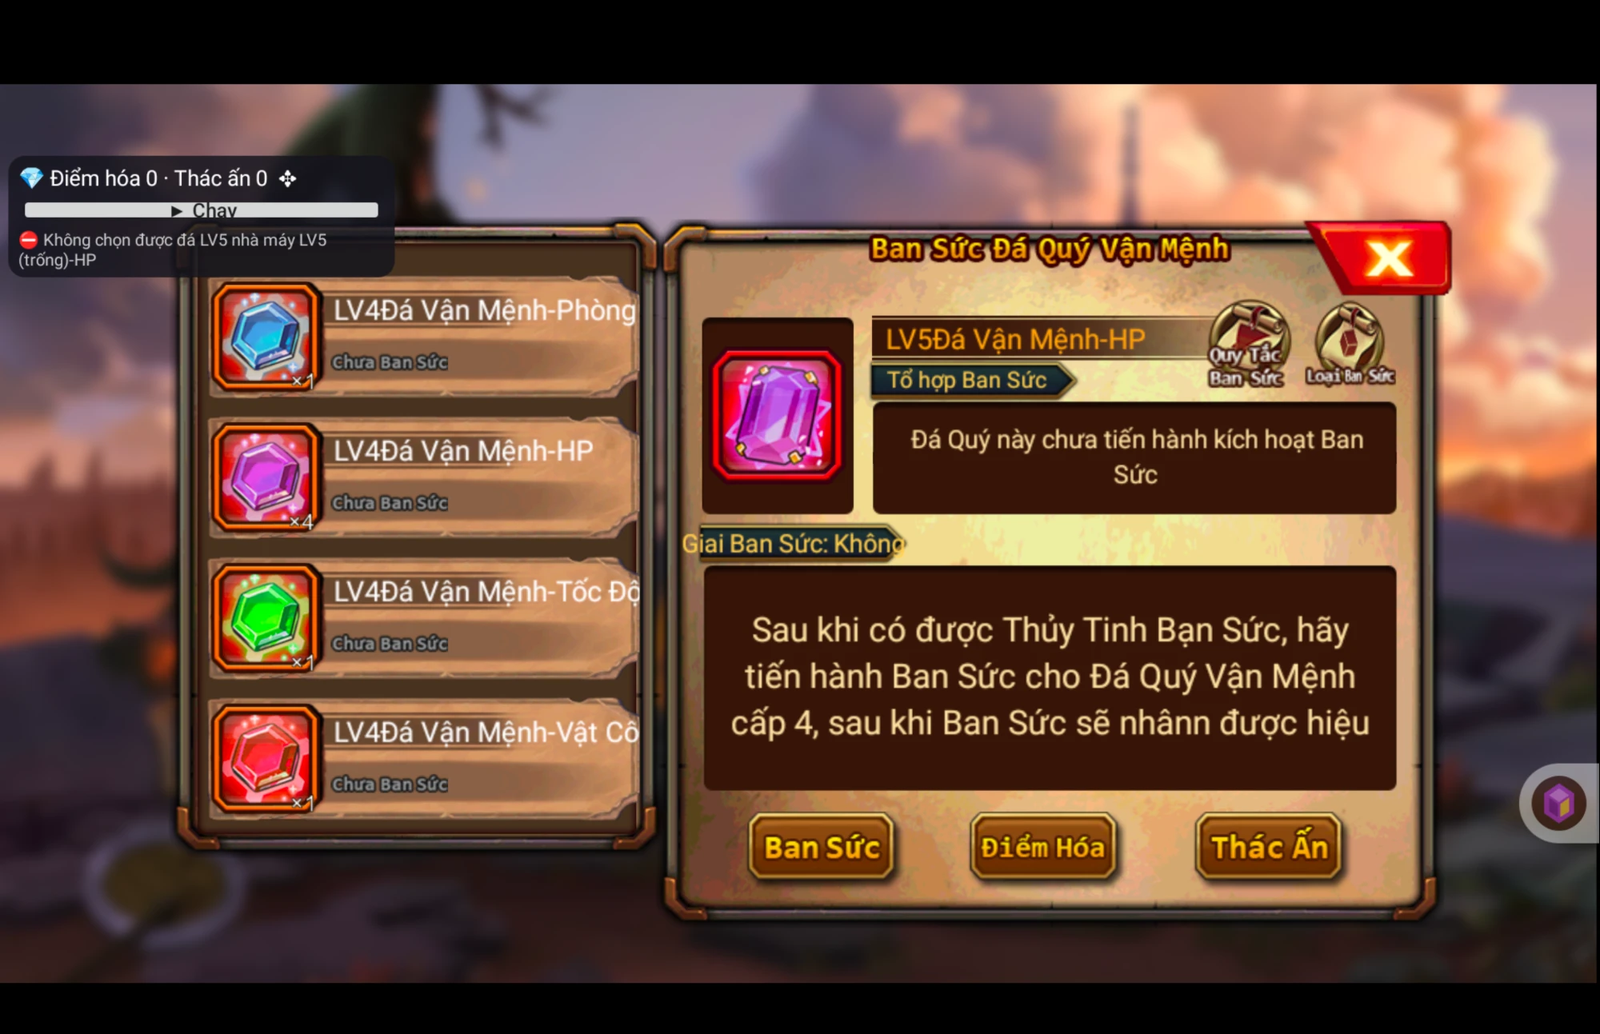 Điểm hóa 0 · Thác ấn 0
► Chạy
Không chọn được đá LV5 nhà máy LV5
(trống)-HP
LV4Đá Vận Mệnh-Phòng
Chưa Ban Sức
×1
LV4Đá Vận Mệnh-HP
Chưa Ban Sức
×4
LV4Đá Vận Mệnh-Tốc Độ
Chưa Ban Sức
×1
LV4Đá Vận Mệnh-Vật Cô
Chưa Ban Sức
×1
Ban Sức Đá Quý Vận Mệnh
X
LV5Đá Vận Mệnh-HP
Quy Tắc
Ban Sức
Loại Ban Sức
Tổ hợp Ban Sức
Đá Quý này chưa tiến hành kích hoạt Ban
Sức
Giai Ban Sức: Không
Sau khi có được Thủy Tinh Bạn Sức, hãy
tiến hành Ban Sức cho Đá Quý Vận Mệnh
cấp 4, sau khi Ban Sức sẽ nhânn được hiệu
Ban Sức
Điểm Hóa
Thác Ấn